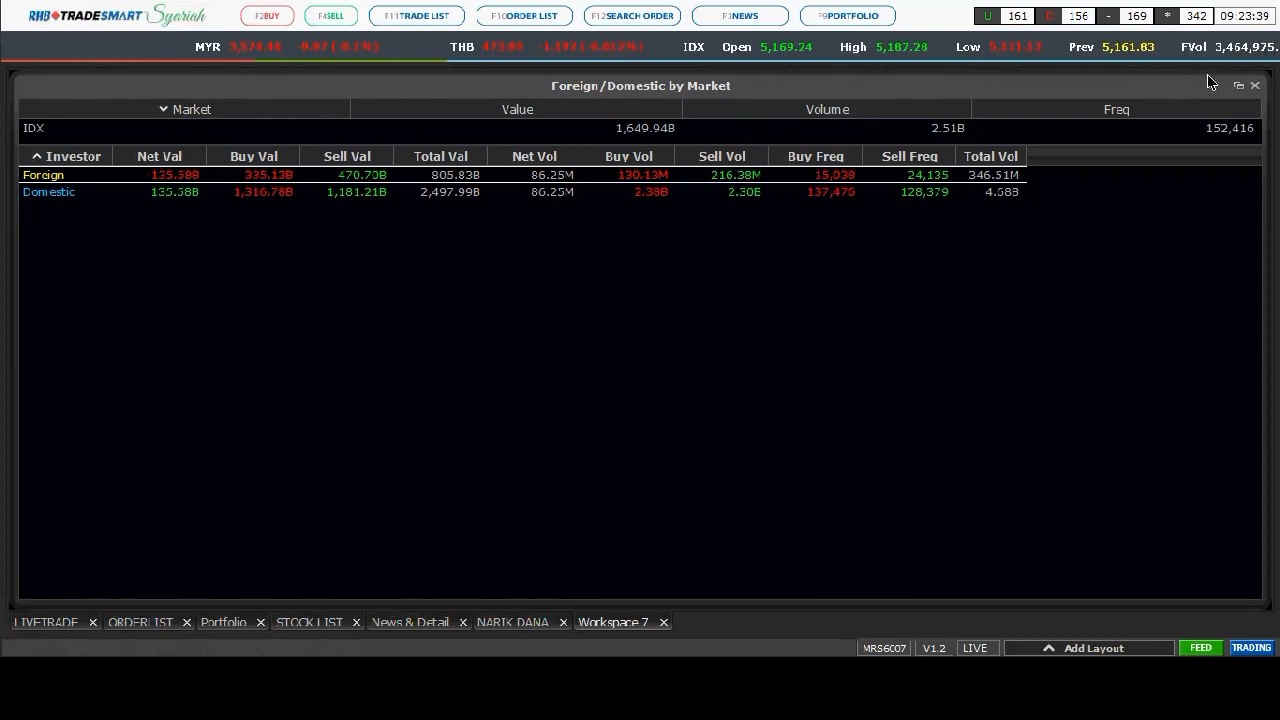 RHB TRADESMART Syariah F2BUY F4SELL F11TRADE LIST F10ORDER LIST F12SEARCH ORDER F3NEWS F9PORTFOLIO U 161 156 - 169 * 342 09:23:39
MYR THB IDX Open 5,169.24 High 5,187.28 Low Prev 5,161.83 FVol 3,464,975.
Foreign/Domestic by Market
Market Value Volume Freq
IDX 1,649.94B 2.51B 152,416
Investor Net Val Buy Val Sell Val Total Val Net Vol Buy Vol Sell Vol Buy Freq Sell Freq Total Vol
Foreign 335.13B 470.70B 805.83B 86.25M 130.13M 216.38M 15,038 24,135 346.51M
Domestic 135.58B 1,316.78B 1,181.21B 2,497.99B 86.25M 2.38B 2.30B 128,379 4.68B
LIVETRADE ORDERLIST Portfolio STOCK LIST News & Detail NARIK DANA Workspace 7
MRS6007 V1.2 LIVE Add Layout FEED TRADING